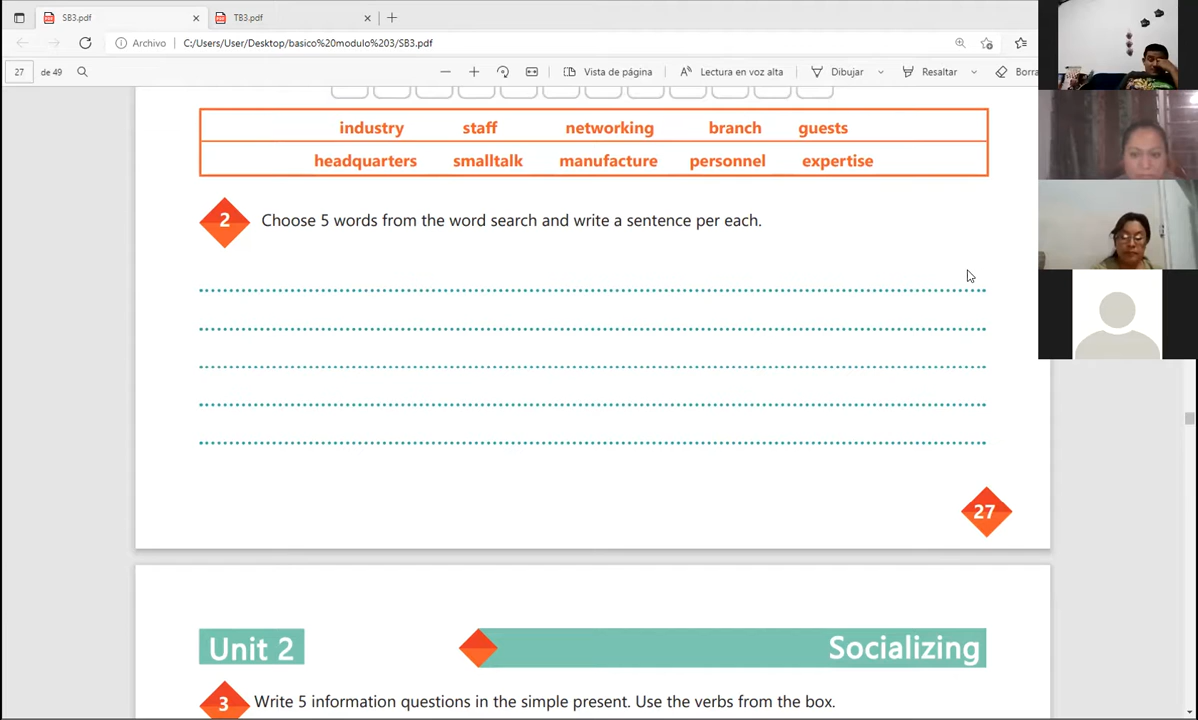 SB3.pdf
TB3.pdf
Archivo
C:/Users/User/Desktop/basico%20modulo%203/SB3.pdf
27
de 49
Vista de página
Lectura en voz alta
Dibujar
Resaltar
Borra
industry staff networking branch guests
headquarters smalltalk manufacture personnel expertise
2 Choose 5 words from the word search and write a sentence per each.
27
Unit 2
Socializing
3 Write 5 information questions in the simple present. Use the verbs from the box.